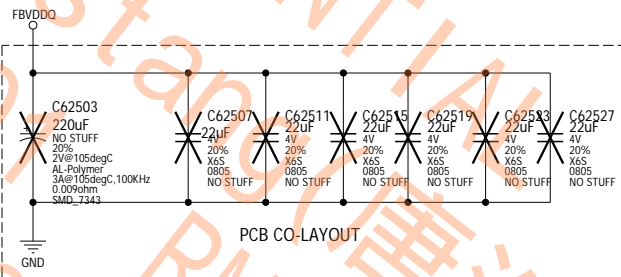 FBVDDQ
C62503
220uF
NO STUFF
20%
2V@105degC
AL-Polymer
3A@105degC,100KHz
0.009ohm
SMD_7343
C62507
22uF
4V
20%
X6S
0805
NO STUFF
C62511
22uF
4V
20%
X6S
0805
NO STUFF
C62515
22uF
4V
20%
X6S
0805
NO STUFF
C62519
22uF
4V
20%
X6S
0805
NO STUFF
C62523
22uF
4V
20%
X6S
0805
NO STUFF
C62527
22uF
4V
20%
X6S
0805
NO STUFF
PCB CO-LAYOUT
GND